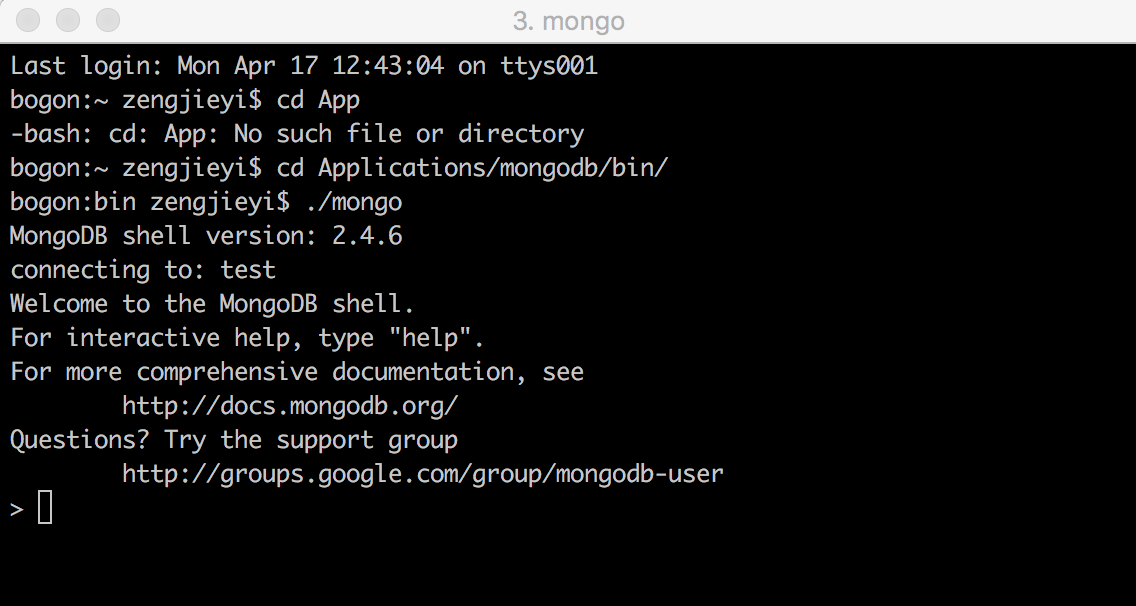 3. mongo
Last login: Mon Apr 17 12:43:04 on ttys001
bogon:~ zengjieyi$ cd App
-bash: cd: App: No such file or directory
bogon:~ zengjieyi$ cd Applications/mongodb/bin/
bogon:bin zengjieyi$ ./mongo
MongoDB shell version: 2.4.6
connecting to: test
Welcome to the MongoDB shell.
For interactive help, type "help".
For more comprehensive documentation, see
http://docs.mongodb.org/
Questions? Try the support group
http://groups.google.com/group/mongodb-user
>